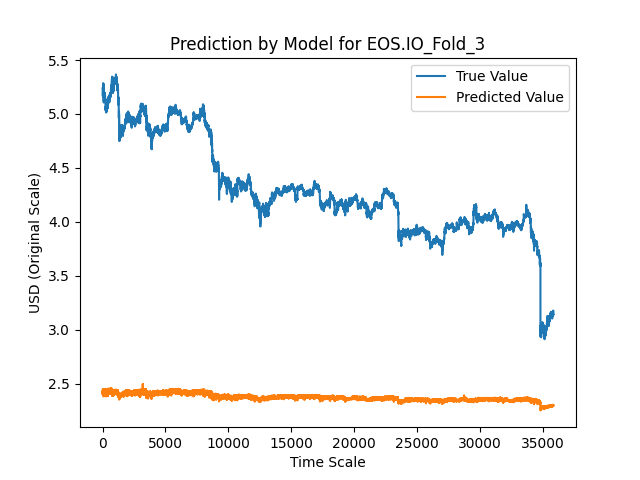 Prediction by Model for EOS.IO_Fold_3
True Value
Predicted Value
USD (Original Scale)
5.5
5.0
4.5
4.0
3.5
3.0
2.5
0 5000 10000 15000 20000 25000 30000 35000
Time Scale